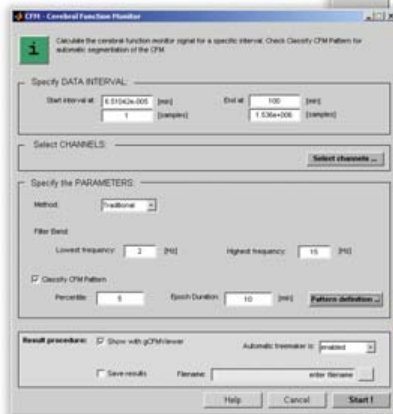 CFM - Cerebral Function Monitor
i
Calculate the cerebral function monitor signal for a specific interval. Check Classify CFM Pattern for
automatic segmentation of the CFM.
Specify DATA INTERVAL:
Start interval at: 6.51042e-005 [min] End at 100 [min]
1 [samples] 1.536e+006 [samples]
Select CHANNELS:
Select channels ...
Specify the PARAMETERS:
Method: Traditional
Filter Band:
Lowest frequency: 2 [Hz] Highest frequency: 15 [Hz]
Classify CFM Pattern
Percentile: 5 Epoch Duration: 10 [min] Pattern definition ...
Result procedure: Show with gCFMViewer Automatic treemaker is: enabled
Save results Filename: enter filename ...
Help Cancel Start !